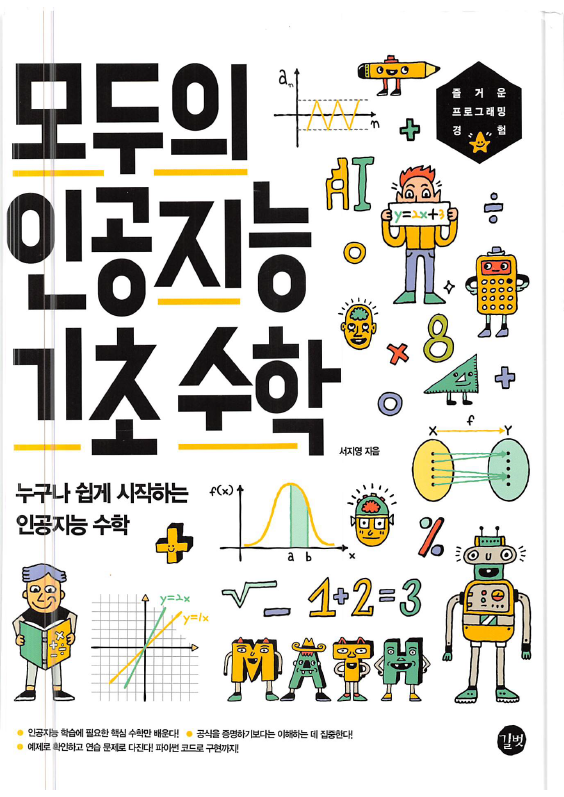 모두의
인공지능
기초 수학
서지영 지음
누구나 쉽게 시작하는
인공지능 수학
즐거운
프로그래밍
경험
aₙ
n
AI
y=2x+3
÷
+
×
8
+
f
X
Y
f(x)
a b
x
%
√
−
1+2=3
y=2x
y=1x
×
+÷
MATH
인공지능 학습에 필요한 핵심 수학만 배운다! 공식을 증명하기보다는 이해하는 데 집중한다!
예제로 확인하고 연습 문제로 다진다! 파이썬 코드로 구현까지!
길벗